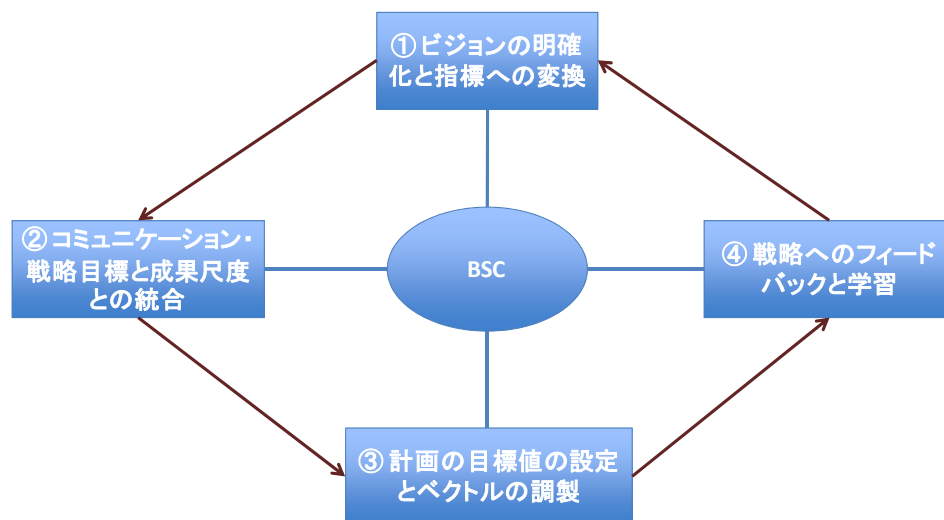 ①ビジョンの明確
化と指標への変換
②コミュニケーション・
戦略目標と成果尺度
との統合
BSC
④戦略へのフィード
バックと学習
③計画の目標値の設定
とベクトルの調製